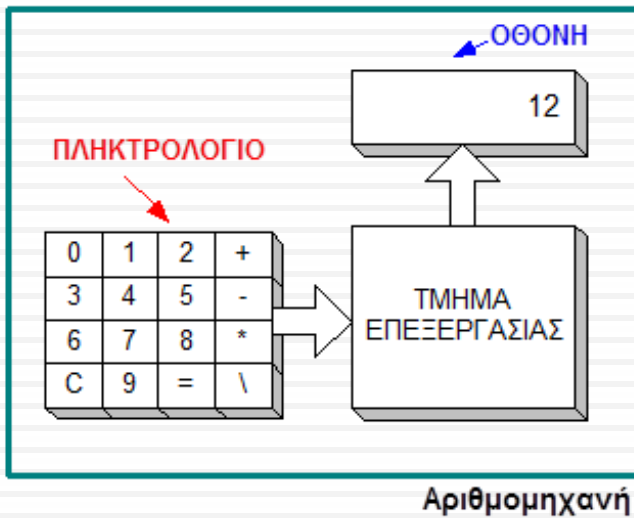 ΟΘΟΝΗ
12
ΠΛΗΚΤΡΟΛΟΓΙΟ
0 1 2 +
3 4 5 -
6 7 8 *
C 9 = \
ΤΜΗΜΑ
ΕΠΕΞΕΡΓΑΣΙΑΣ
Αριθμομηχανή